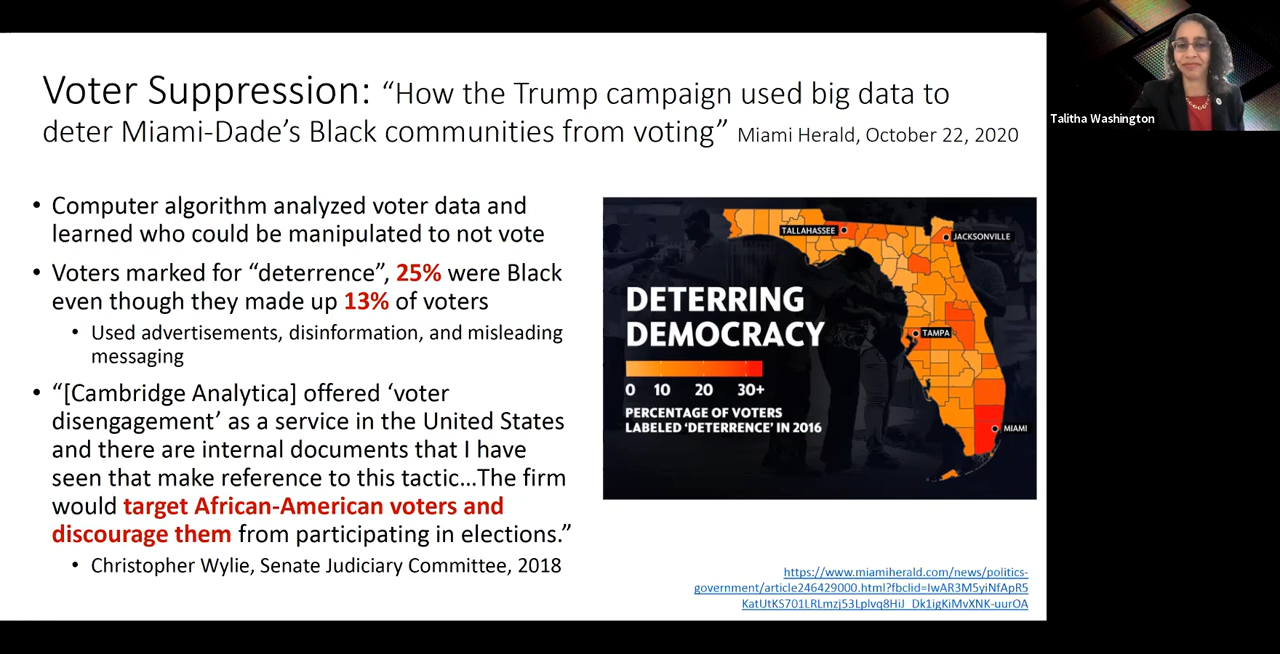 Voter Suppression: “How the Trump campaign used big data to
deter Miami-Dade’s Black communities from voting” Miami Herald, October 22, 2020
• Computer algorithm analyzed voter data and
learned who could be manipulated to not vote
• Voters marked for “deterrence”, 25% were Black
even though they made up 13% of voters
• Used advertisements, disinformation, and misleading
messaging
• “[Cambridge Analytica] offered ‘voter
disengagement’ as a service in the United States
and there are internal documents that I have
seen that make reference to this tactic…The firm
would target African-American voters and
discourage them from participating in elections.”
• Christopher Wylie, Senate Judiciary Committee, 2018
TALLAHASSEE
JACKSONVILLE
DETERRING
DEMOCRACY
TAMPA
0 10 20 30+
PERCENTAGE OF VOTERS
LABELED ‘DETERRENCE’ IN 2016
MIAMI
https://www.miamiherald.com/news/politics-
government/article246429000.html?fbclid=IwAR3M5yiNfApR5
KatUtKS701LRLmzj53Lplvq8HiJ_Dk1igKiMvXNK-uurOA
Talitha Washington